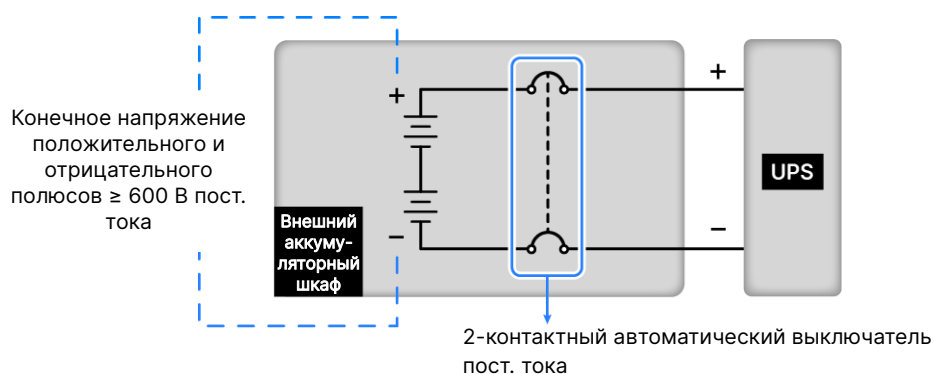 Конечное напряжение
положительного и
отрицательного
полюсов ≥ 600 В пост.
тока
+
−
Внешний
аккуму-
ляторный
шкаф
+
−
UPS
2-контактный автоматический выключатель
пост. тока